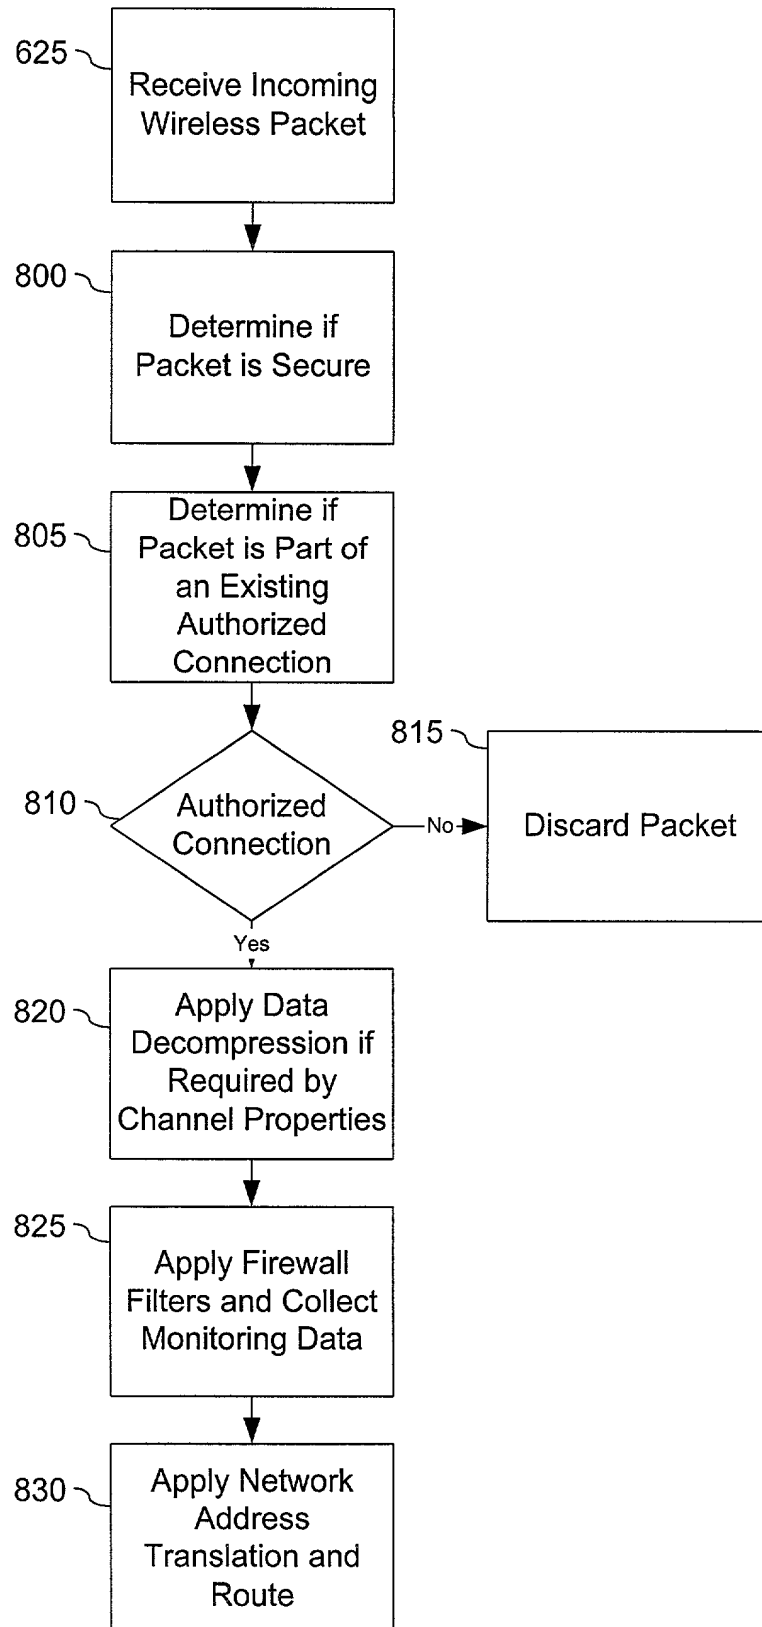 625
Receive Incoming
Wireless Packet
800
Determine if
Packet is Secure
805
Determine if
Packet is Part of
an Existing
Authorized
Connection
810
Authorized
Connection
No
815
Discard Packet
Yes
820
Apply Data
Decompression if
Required by
Channel Properties
825
Apply Firewall
Filters and Collect
Monitoring Data
830
Apply Network
Address
Translation and
Route